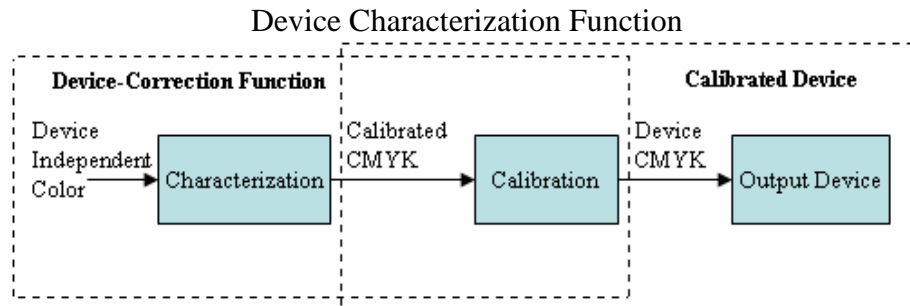 Device Characterization Function
Device-Correction Function
Calibrated Device
Device
Independent
Color
Characterization
Calibrated
CMYK
Calibration
Device
CMYK
Output Device